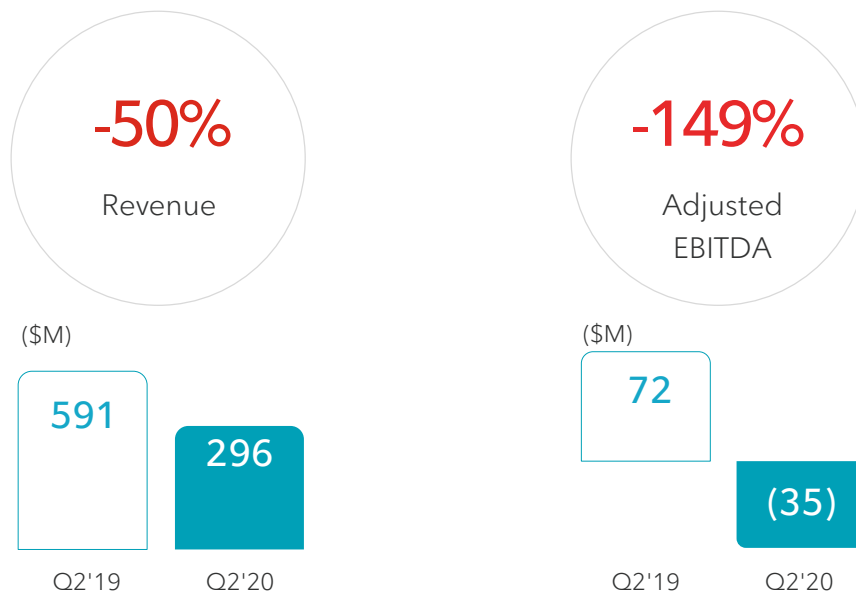 -50%
Revenue
($M)
591
296
Q2'19
Q2'20
-149%
Adjusted
EBITDA
($M)
72
(35)
Q2'19
Q2'20